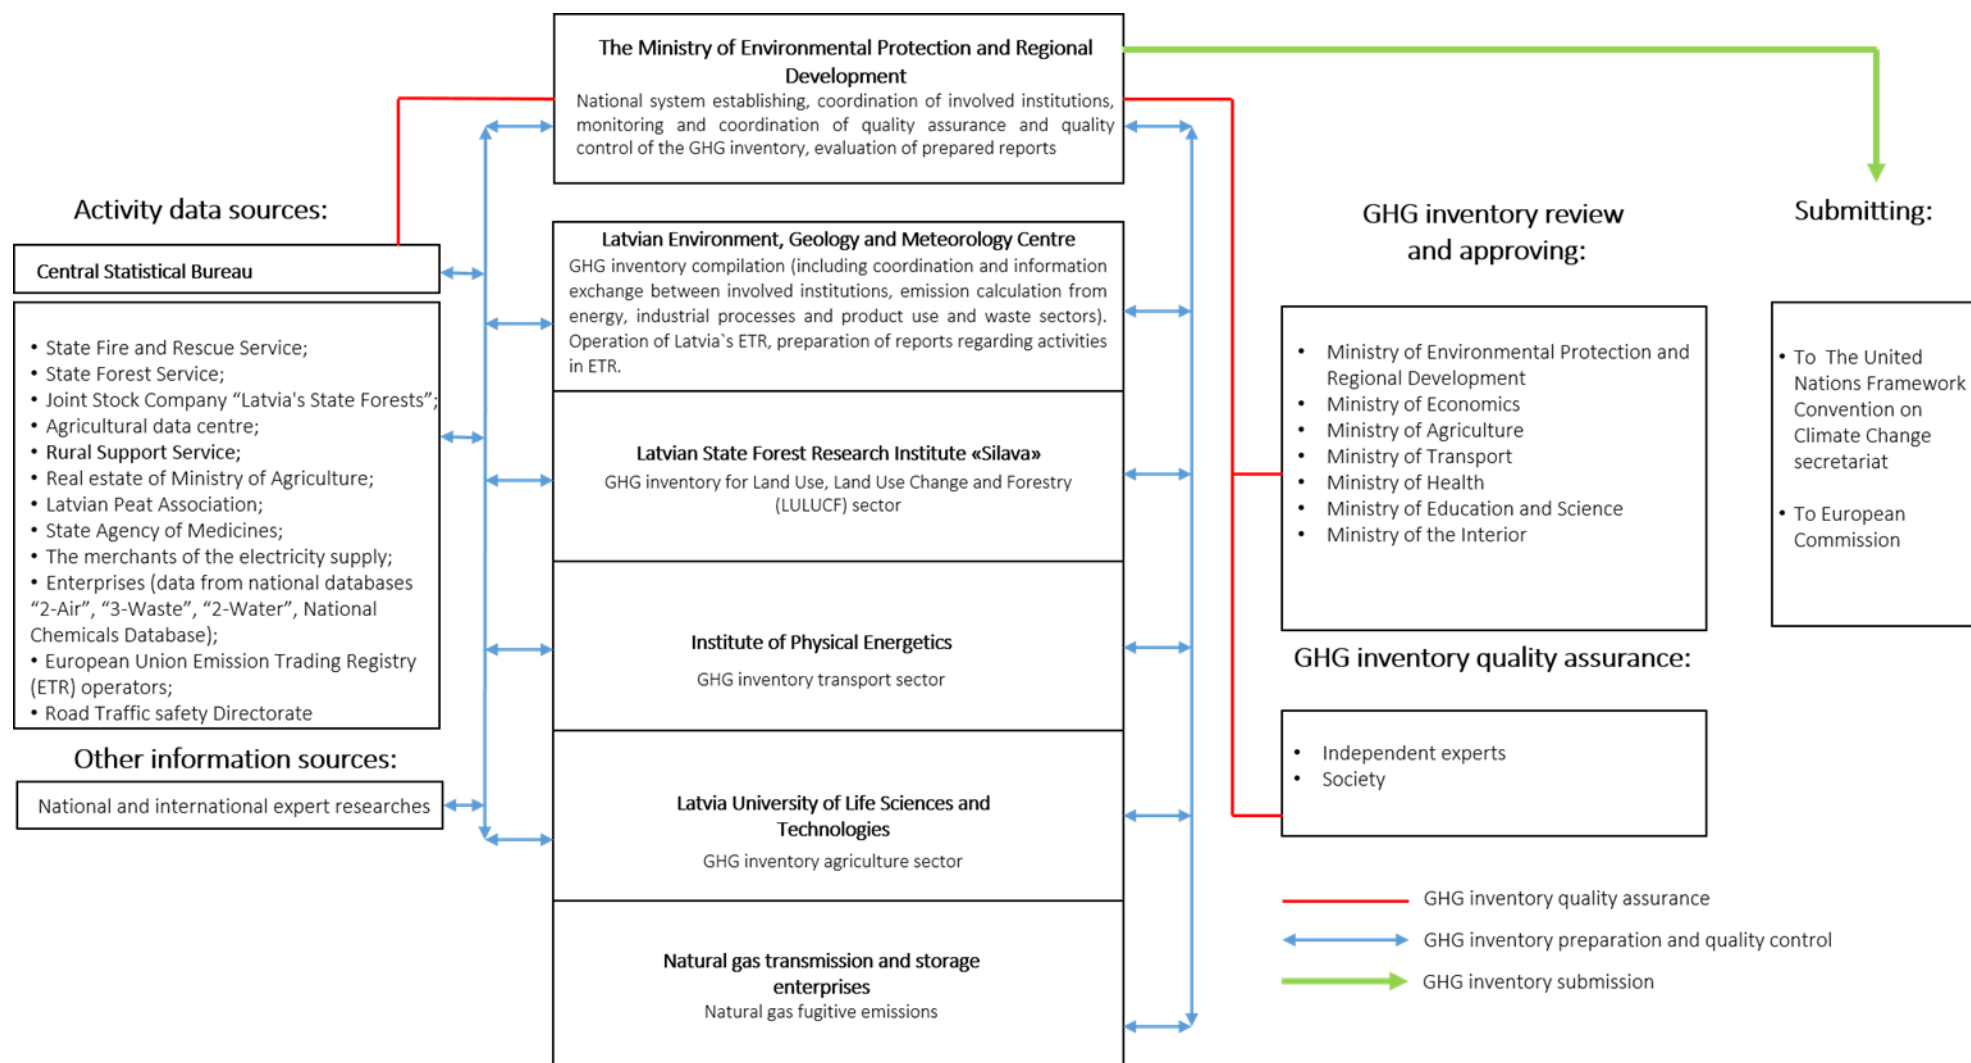 The Ministry of Environmental Protection and Regional
Development
National system establishing, coordination of involved institutions,
monitoring and coordination of quality assurance and quality
control of the GHG inventory, evaluation of prepared reports
Activity data sources:
Central Statistical Bureau
• State Fire and Rescue Service;
• State Forest Service;
• Joint Stock Company “Latvia's State Forests”;
• Agricultural data centre;
• Rural Support Service;
• Real estate of Ministry of Agriculture;
• Latvian Peat Association;
• State Agency of Medicines;
• The merchants of the electricity supply;
• Enterprises (data from national databases
“2-Air”, “3-Waste”, “2-Water”, National
Chemicals Database);
• European Union Emission Trading Registry
(ETR) operators;
• Road Traffic safety Directorate
Other information sources:
National and international expert researches
Latvian Environment, Geology and Meteorology Centre
GHG inventory compilation (including coordination and information
exchange between involved institutions, emission calculation from
energy, industrial processes and product use and waste sectors).
Operation of Latvia`s ETR, preparation of reports regarding activities
in ETR.
Latvian State Forest Research Institute «Silava»
GHG inventory for Land Use, Land Use Change and Forestry
(LULUCF) sector
Institute of Physical Energetics
GHG inventory transport sector
Latvia University of Life Sciences and
Technologies
GHG inventory agriculture sector
Natural gas transmission and storage
enterprises
Natural gas fugitive emissions
GHG inventory review
and approving:
• Ministry of Environmental Protection and
Regional Development
• Ministry of Economics
• Ministry of Agriculture
• Ministry of Transport
• Ministry of Health
• Ministry of Education and Science
• Ministry of the Interior
GHG inventory quality assurance:
• Independent experts
• Society
Submitting:
• To The United
Nations Framework
Convention on
Climate Change
secretariat
• To European
Commission
GHG inventory quality assurance
GHG inventory preparation and quality control
GHG inventory submission